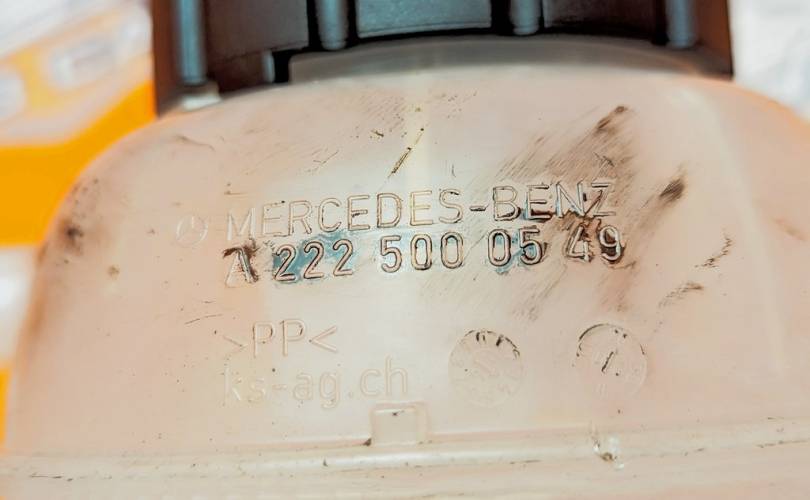 MERCEDES-BENZ
A 222 500 05 49
>PP<
ks-ag.ch